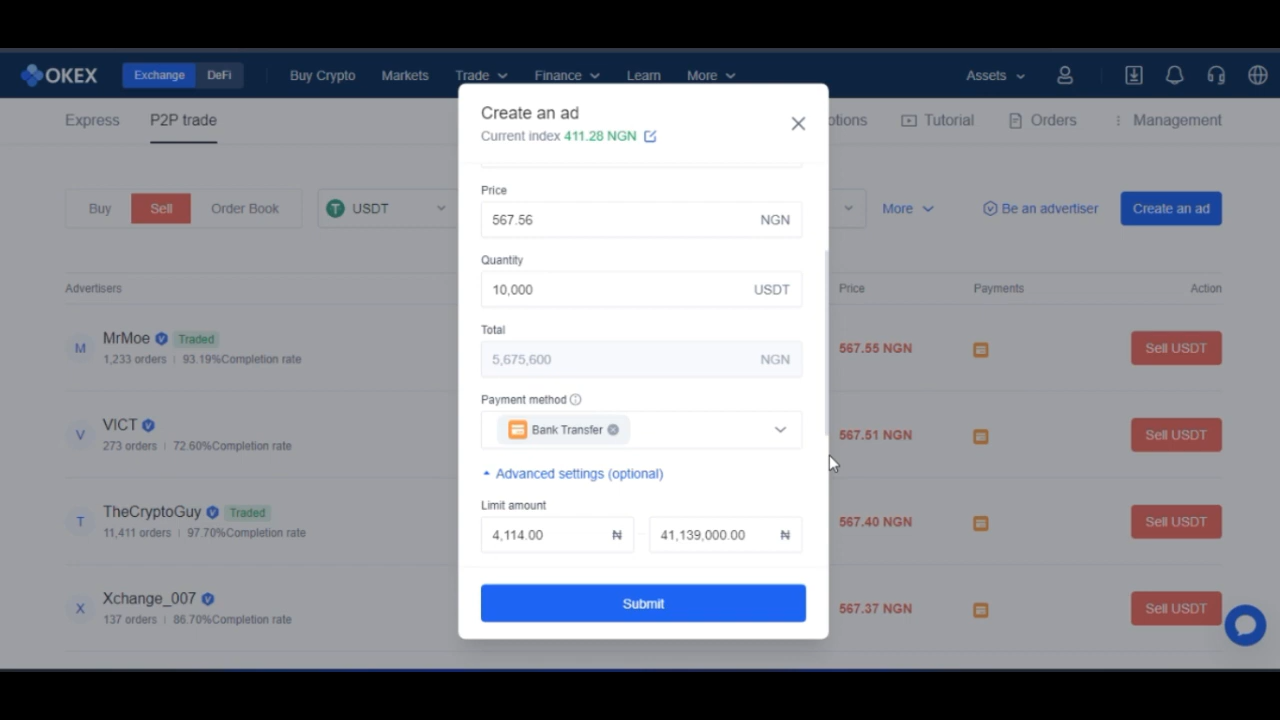 OKEX Exchange DeFi Buy Crypto Markets Trade Finance Learn More Assets
Express P2P trade Tutorial Orders Management
Create an ad
Current index 411.28 NGN
Buy Sell Order Book USDT More Be an advertiser Create an ad
Price
567.56 NGN
Quantity
10,000 USDT
Total
5,675,600 NGN
Payment method
Bank Transfer
Advanced settings (optional)
Limit amount
4,114.00 ₦ 41,139,000.00 ₦
Submit
Advertisers Price Payments Action
M MrMoe Traded 567.55 NGN Sell USDT
1,233 orders | 93.19%Completion rate
V VICT 567.51 NGN Sell USDT
273 orders | 72.60%Completion rate
T TheCryptoGuy Traded 567.40 NGN Sell USDT
11,411 orders | 97.70%Completion rate
X Xchange_007 567.37 NGN Sell USDT
137 orders | 86.70%Completion rate